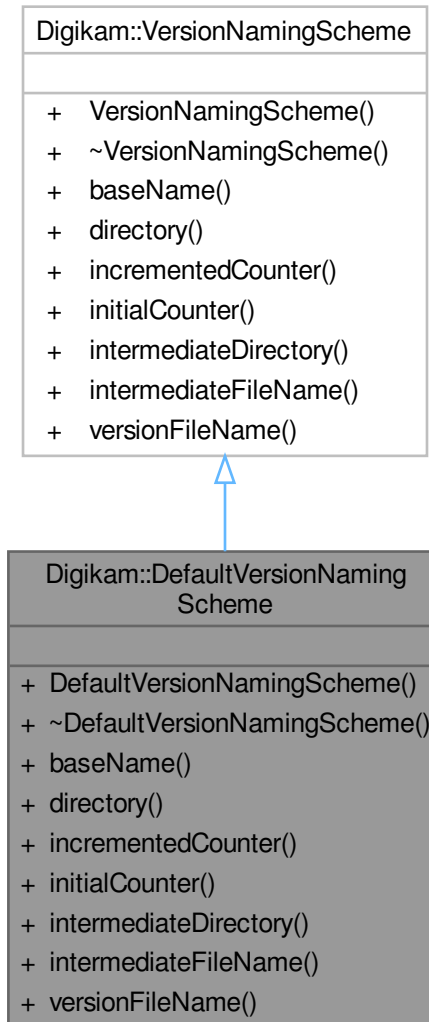 Digikam::VersionNamingScheme
+ VersionNamingScheme()
+ ~VersionNamingScheme()
+ baseName()
+ directory()
+ incrementedCounter()
+ initialCounter()
+ intermediateDirectory()
+ intermediateFileName()
+ versionFileName()
Digikam::DefaultVersionNaming
Scheme
+ DefaultVersionNamingScheme()
+ ~DefaultVersionNamingScheme()
+ baseName()
+ directory()
+ incrementedCounter()
+ initialCounter()
+ intermediateDirectory()
+ intermediateFileName()
+ versionFileName()